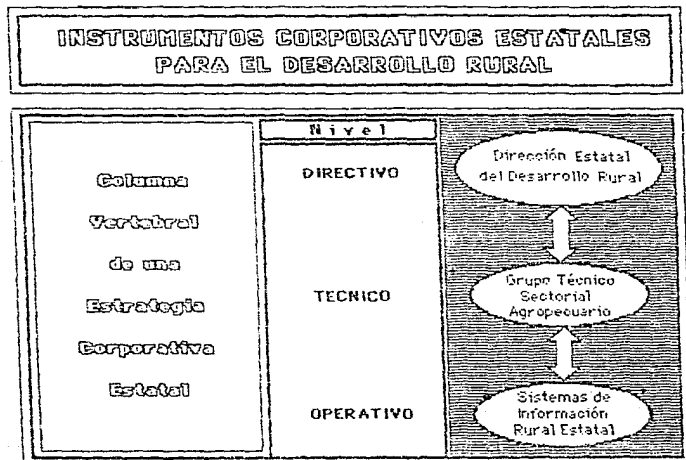 INSTRUMENTOS CORPORATIVOS ESTATALES
PARA EL DESARROLLO RURAL
Columna
Vertebral
de una
Estrategia
Corporativa
Estatal
Nivel
DIRECTIVO
TECNICO
OPERATIVO
Dirección Estatal
del Desarrollo Rural
Grupo Técnico
Sectorial
Agropecuario
Sistemas de
Información
Rural Estatal